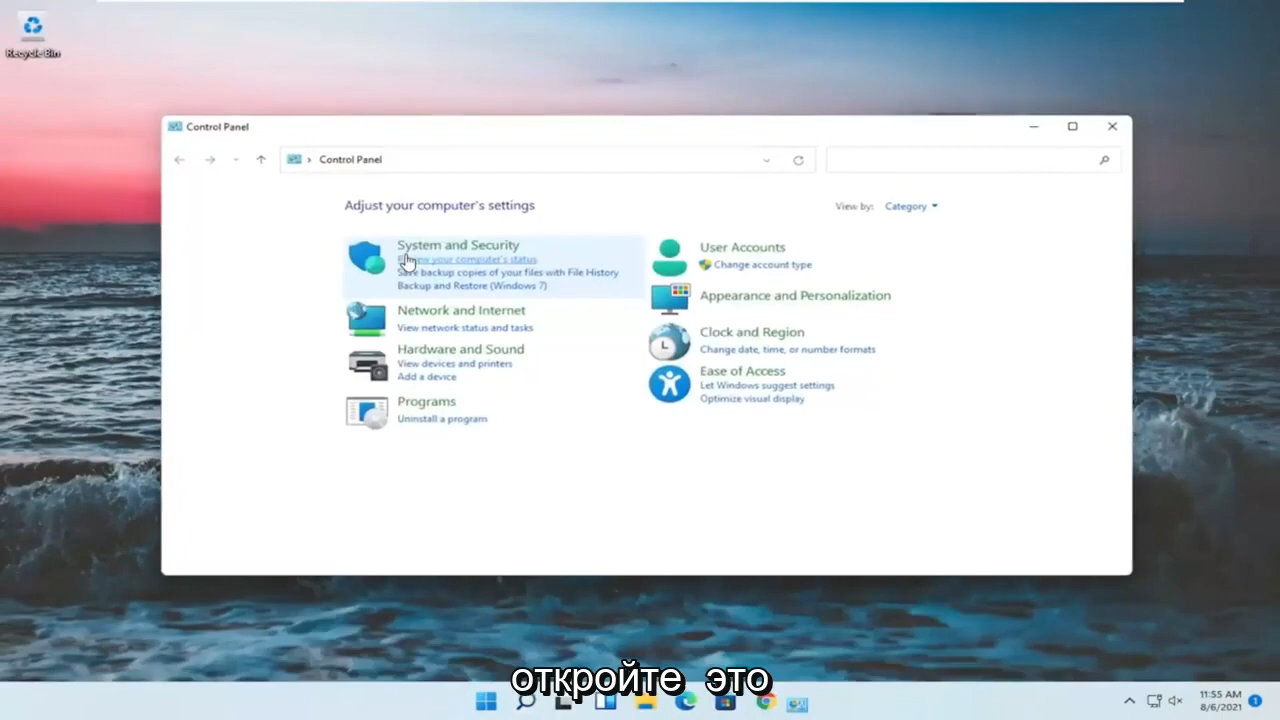 Recycle Bin
Control Panel
Control Panel
Adjust your computer's settings
View by: Category
System and Security
your computer's status
Save backup copies of your files with File History
Backup and Restore (Windows 7)
Network and Internet
View network status and tasks
Hardware and Sound
View devices and printers
Add a device
Programs
Uninstall a program
User Accounts
Change account type
Appearance and Personalization
Clock and Region
Change date, time, or number formats
Ease of Access
Let Windows suggest settings
Optimize visual display
откройте это
11:55 AM
8/6/2021
1